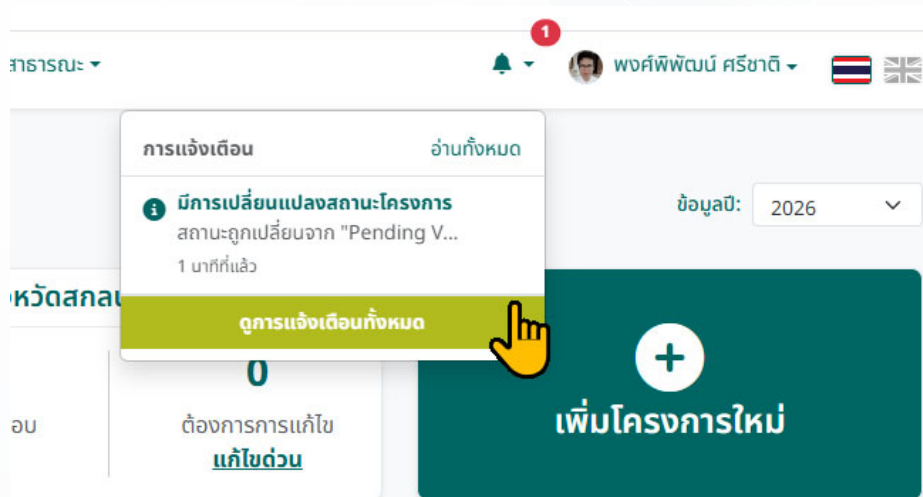 1
สาธารณะ
พงศ์พิพัฒน์ ศรีชาติ
การแจ้งเตือน
อ่านทั้งหมด
มีการเปลี่ยนแปลงสถานะโครงการ
สถานะถูกเปลี่ยนจาก "Pending V...
1 นาทีที่แล้ว
ดูการแจ้งเตือนทั้งหมด
ข้อมูลปี:
2026
0
ต้องการการแก้ไข
แก้ไขด่วน
เพิ่มโครงการใหม่